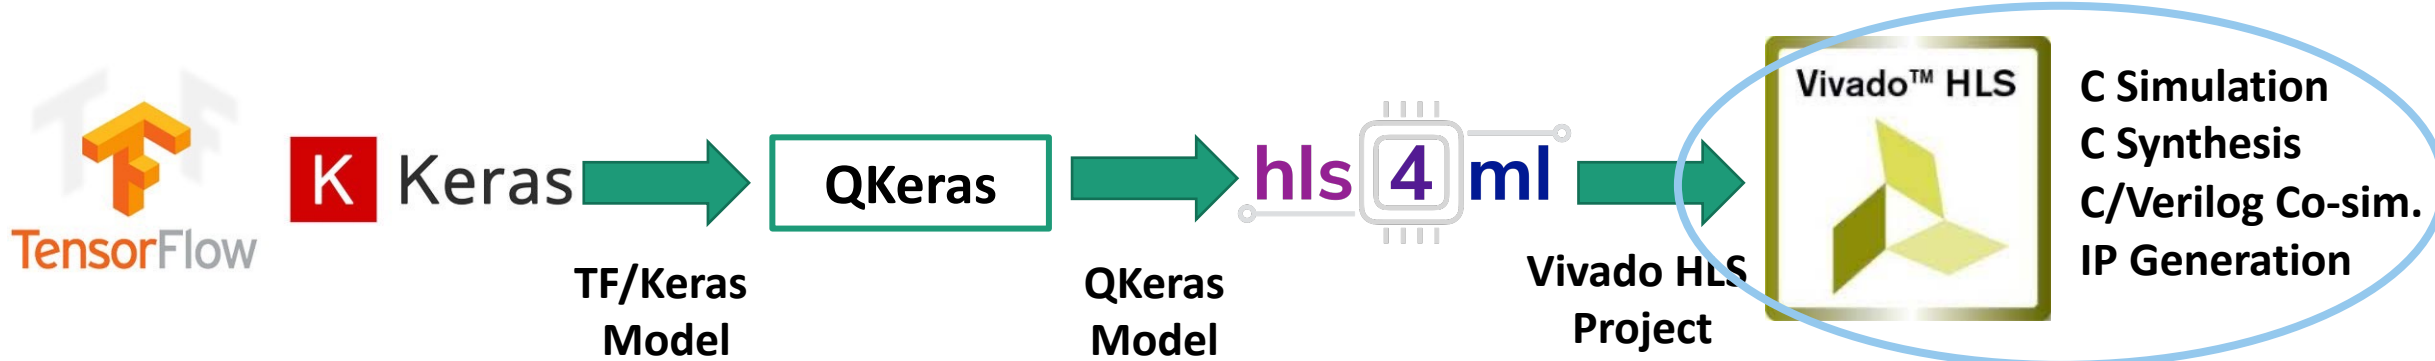 TensorFlow
K Keras
TF/Keras
Model
QKeras
QKeras
Model
hls 4 ml
Vivado HLS
Project
Vivado™ HLS
C Simulation
C Synthesis
C/Verilog Co-sim.
IP Generation